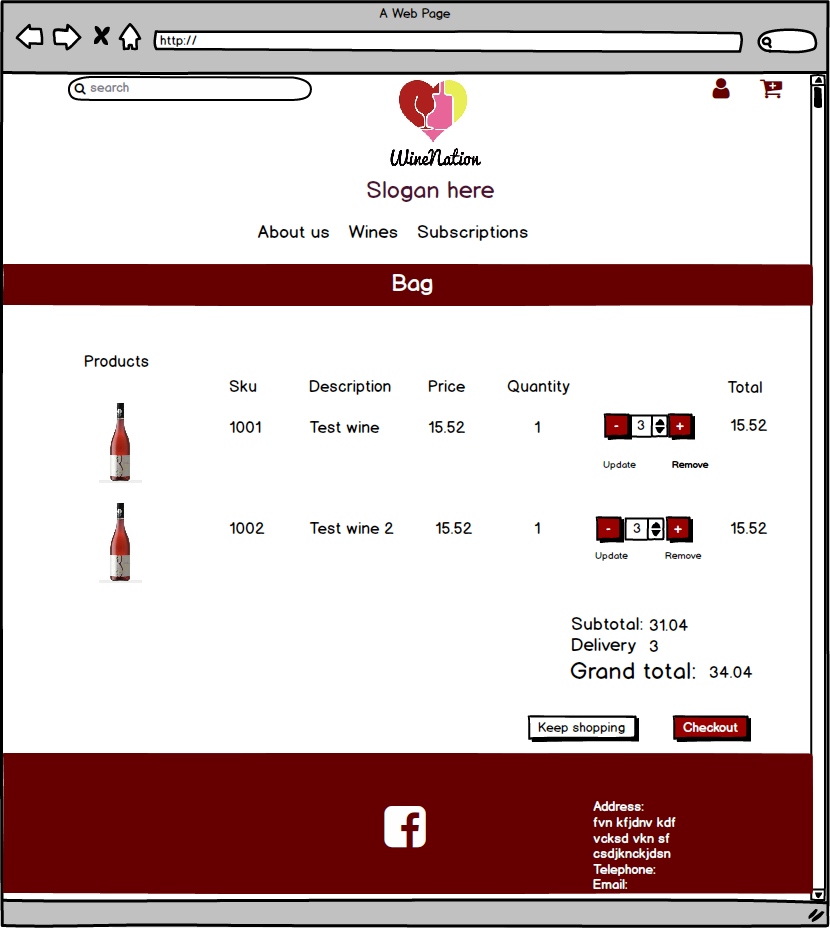 A Web Page
http://
search
WineNation
Slogan here
About us Wines Subscriptions
Bag
Products
Sku Description Price Quantity Total
1001 Test wine 15.52 1 - 3 + 15.52
Update Remove
1002 Test wine 2 15.52 1 - 3 + 15.52
Update Remove
Subtotal: 31.04
Delivery 3
Grand total: 34.04
Keep shopping Checkout
Address:
fvn kfjdnv kdf
vcksd vkn sf
csdjknckjdsn
Telephone:
Email: